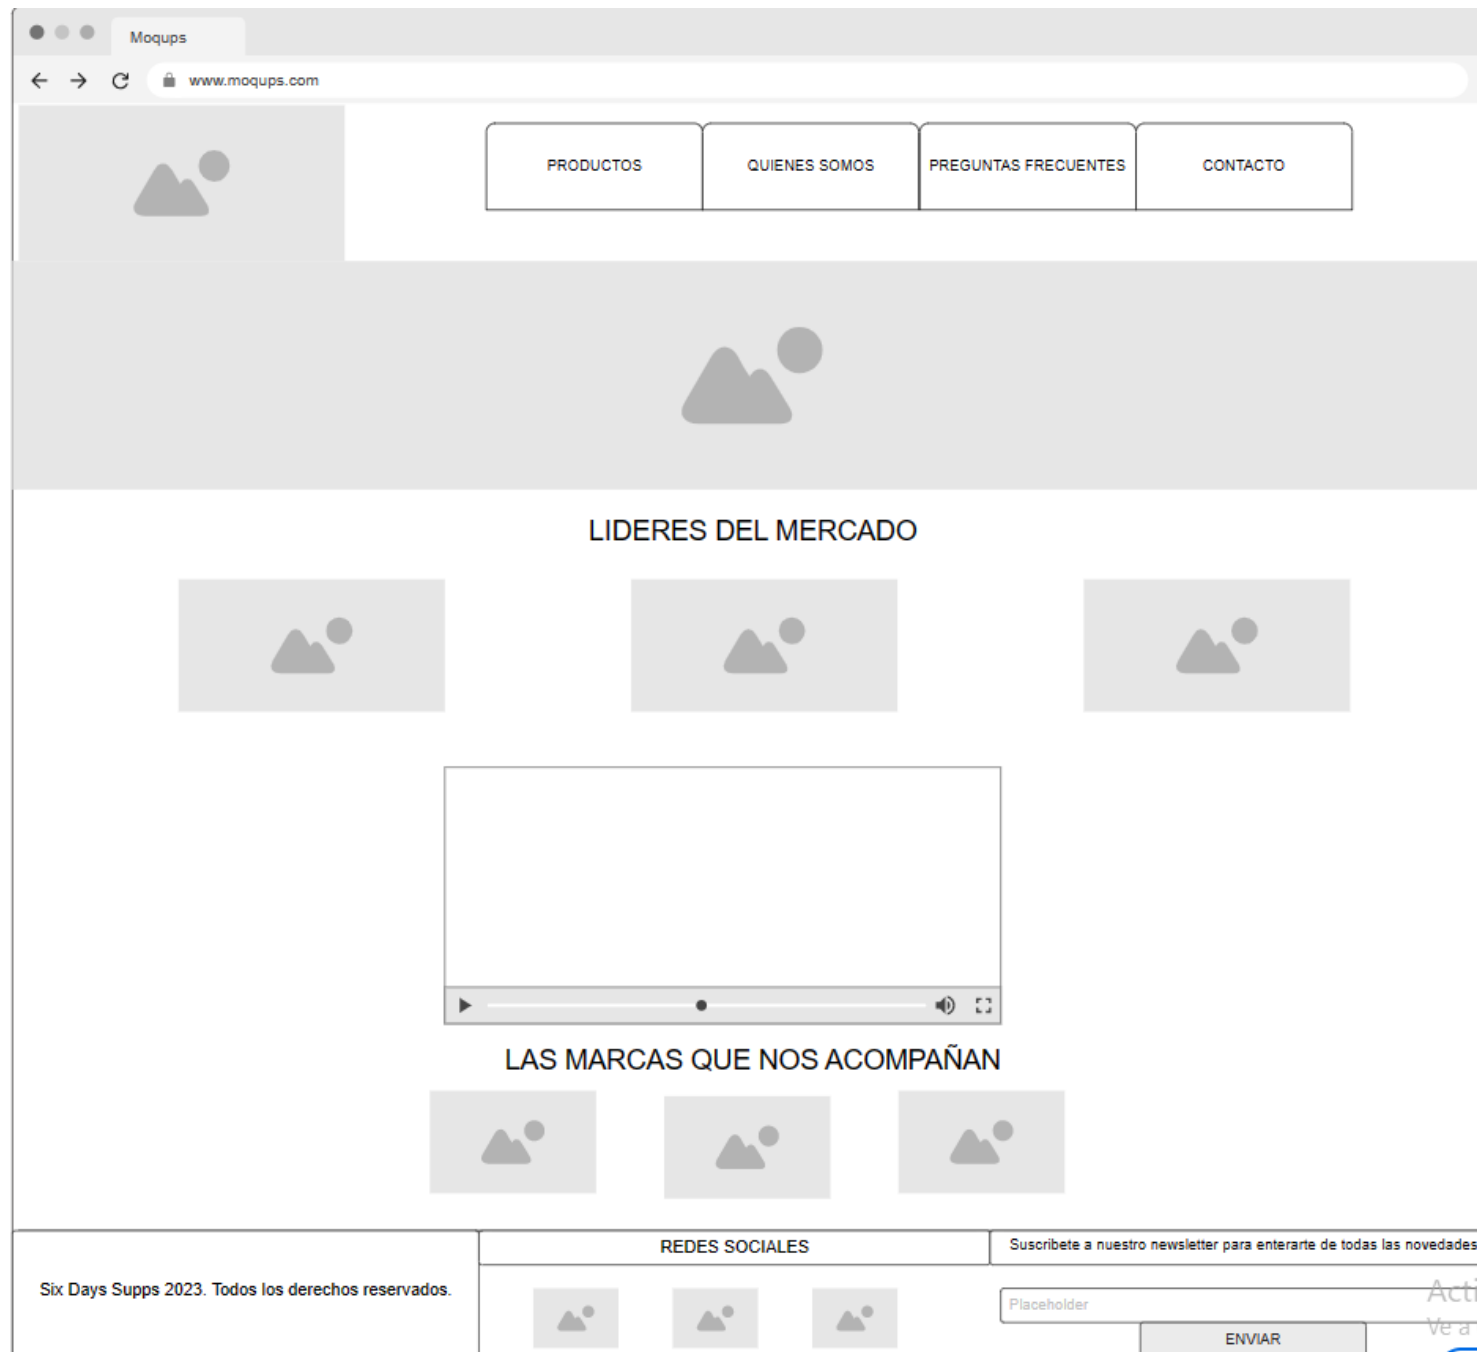 Moqups
www.moqups.com
PRODUCTOS
QUIENES SOMOS
PREGUNTAS FRECUENTES
CONTACTO
LIDERES DEL MERCADO
LAS MARCAS QUE NOS ACOMPAÑAN
Six Days Supps 2023. Todos los derechos reservados.
REDES SOCIALES
Suscribete a nuestro newsletter para enterarte de todas las novedades
Placeholder
ENVIAR
Acti
Ve a